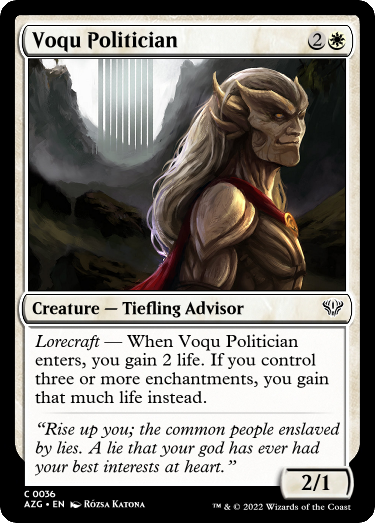 Voqu Politician 2
Creature — Tiefling Advisor
Lorecraft — When Voqu Politician
enters, you gain 2 life. If you control
three or more enchantments, you gain
that much life instead.
“Rise up you; the common people enslaved
by lies. A lie that your god has ever had
your best interests at heart.”
2/1
C 0036
AZG • EN Rózsa Katona
™ & © 2022 Wizards of the Coast